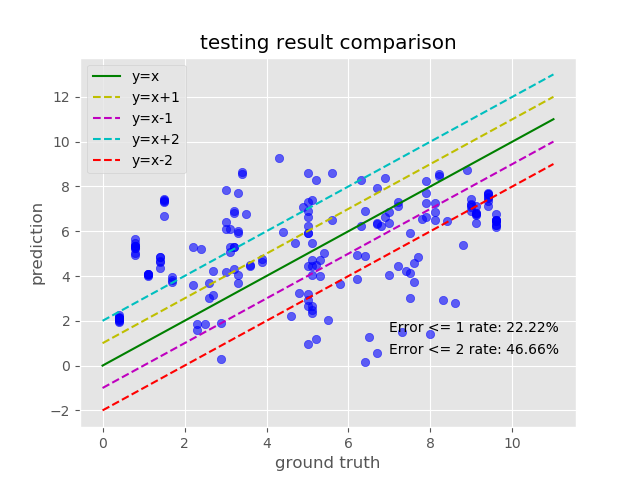 testing result comparison
y=x
y=x+1
y=x-1
y=x+2
y=x-2
12
10
8
6
4
2
0
−2
prediction
Error <= 1 rate: 22.22%
Error <= 2 rate: 46.66%
0 2 4 6 8 10
ground truth